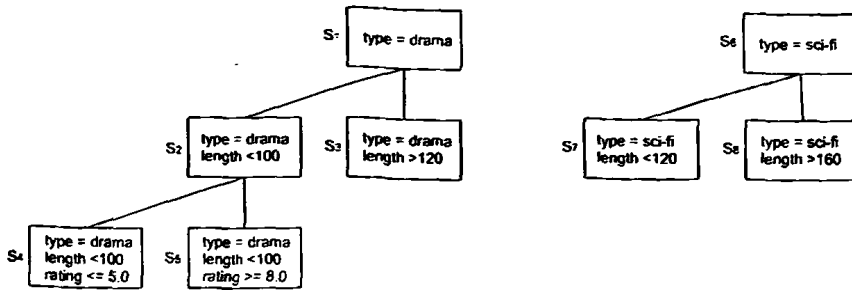 S1
type = drama
S6
type = sci-fi
S2
type = drama
length <100
S3
type = drama
length >120
S7
type = sci-fi
length <120
S8
type = sci-fi
length >160
S4
type = drama
length <100
rating <= 5.0
S5
type = drama
length <100
rating >= 8.0